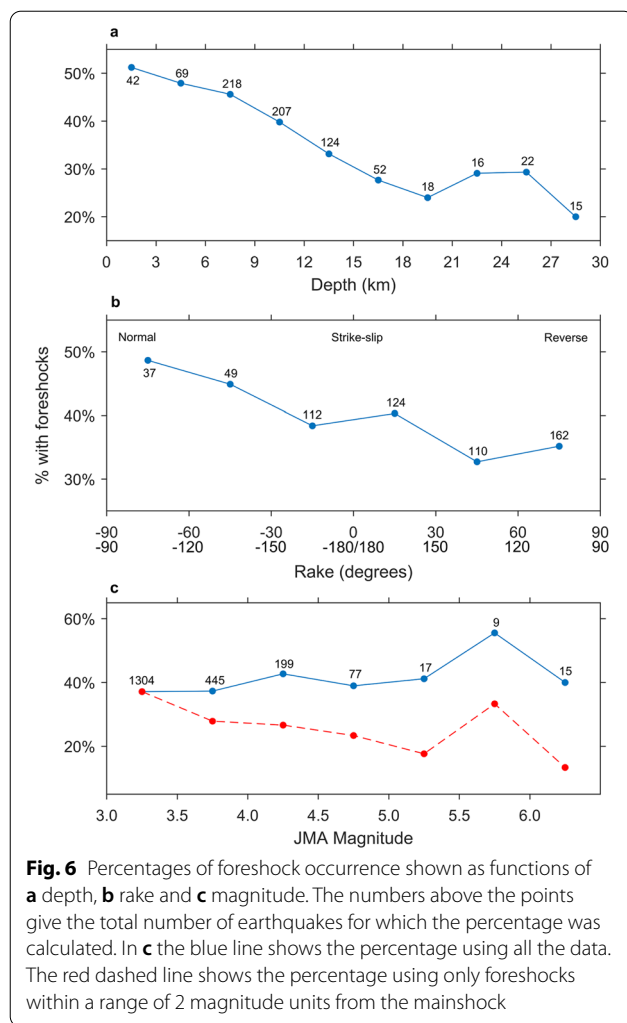 a
50%
40%
30%
20%
42 69 218 207 124 52 18 16 22 15
0 3 6 9 12 15 18 21 24 27 30
Depth (km)
b
Normal Strike-slip Reverse
% with foreshocks
50%
40%
30%
37 49 112 124 110 162
-90 -60 -30 0 30 60 90
-90 -120 -150 -180/180 150 120 90
Rake (degrees)
c
60%
40%
20%
1304 445 199 77 17 9 15
3.0 3.5 4.0 4.5 5.0 5.5 6.0
JMA Magnitude
Fig. 6 Percentages of foreshock occurrence shown as functions of
a depth, b rake and c magnitude. The numbers above the points
give the total number of earthquakes for which the percentage was
calculated. In c the blue line shows the percentage using all the data.
The red dashed line shows the percentage using only foreshocks
within a range of 2 magnitude units from the mainshock